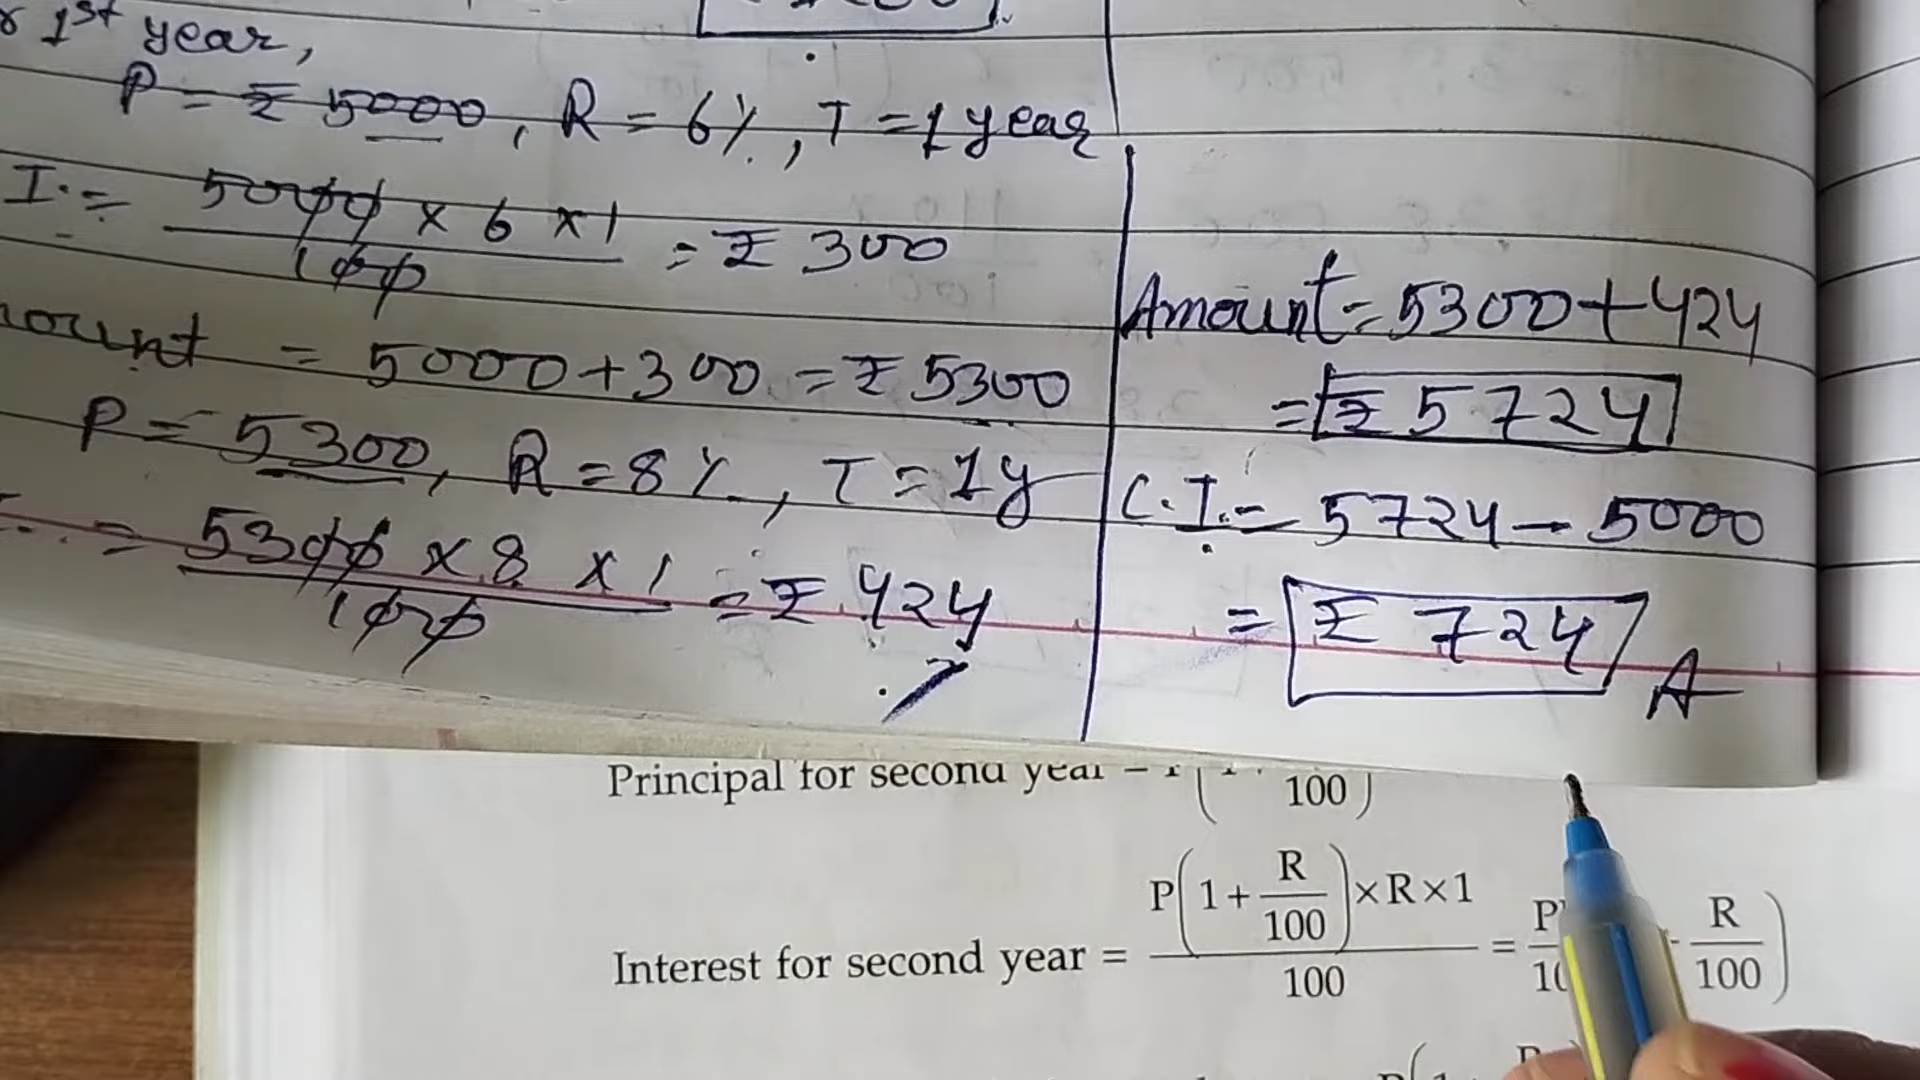 1st year,
P = ₹ 5000, R = 6%, T = 1 year
I. = 5000 × 6 × 1 / 100 = ₹ 300
= 5000 + 300 = ₹ 5300
P = 5300, R = 8%, T = 1y
= 5300 × 8 × 1 / 100 = ₹ 424
Amount = 5300 + 424
= ₹ 5724
C.I. = 5724 – 5000
= ₹ 724 A
Principal for second year =
100 )
Interest for second year = P(1 + R/100) × R × 1 / 100 =
R/100 )